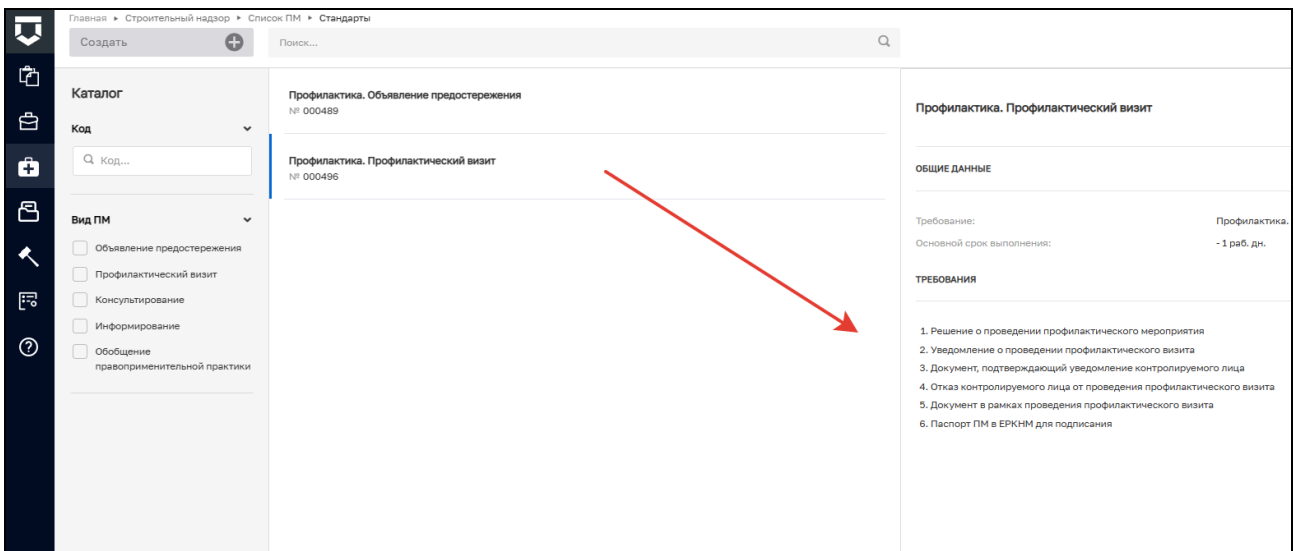 Главная ▸ Строительный надзор ▸ Список ПМ ▸ Стандарты
Создать
Поиск...
Каталог
Код
Код...
Вид ПМ
Объявление предостережения
Профилактический визит
Консультирование
Информирование
Обобщение
правоприменительной практики
Профилактика. Объявление предостережения
№ 000489
Профилактика. Профилактический визит
№ 000496
Профилактика. Профилактический визит
ОБЩИЕ ДАННЫЕ
Требование: Профилактика.
Основной срок выполнения: - 1 раб. дн.
ТРЕБОВАНИЯ
1. Решение о проведении профилактического мероприятия
2. Уведомление о проведении профилактического визита
3. Документ, подтверждающий уведомление контролируемого лица
4. Отказ контролируемого лица от проведения профилактического визита
5. Документ в рамках проведения профилактического визита
6. Паспорт ПМ в ЕРКНМ для подписания